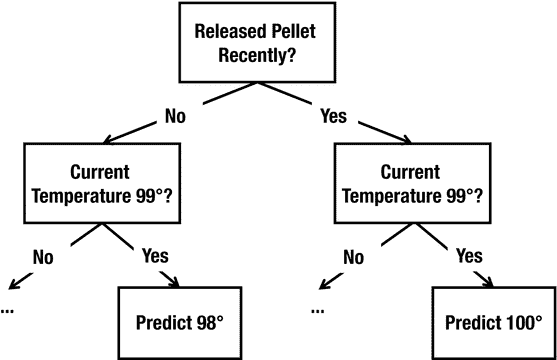 Released Pellet
Recently?
No
Yes
Current
Temperature 99°?
Current
Temperature 99°?
No
Yes
No
Yes
...
Predict 98°
...
Predict 100°